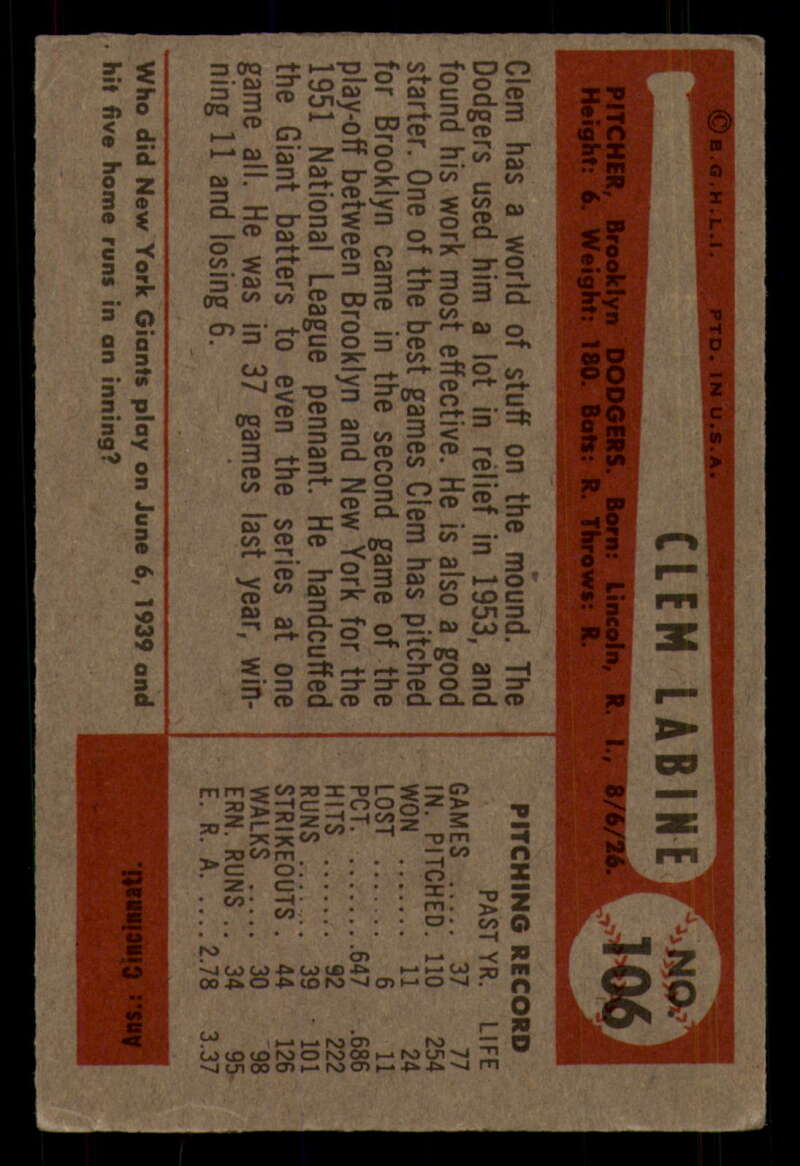 © B.G.H.L.I. PTD. IN U.S.A.
CLEM LABINE
NO. 106
PITCHER, Brooklyn DODGERS. Born: Lincoln, R. I., 8/6/26.
Height: 6. Weight: 180. Bats: R. Throws: R.
Clem has a world of stuff on the mound. The
Dodgers used him a lot in relief in 1953, and
found his work most effective. He is also a good
starter. One of the best games Clem has pitched
for Brooklyn came in the second game of the
play-off between Brooklyn and New York for the
1951 National League pennant. He handcuffed
the Giant batters to even the series at one
game all. He was in 37 games last year, win-
ning 11 and losing 6.
PITCHING RECORD
PAST YR. LIFE
GAMES ..... 37 77
IN. PITCHED. 110 254
WON ...... 11 24
LOST ...... 6 11
PCT. ........647 .686
HITS ...... 92 222
RUNS ...... 39 101
STRIKEOUTS . 44 126
WALKS ..... 30 98
ERN. RUNS .. 34 95
E. R. A. .... 2.78 3.37
Who did New York Giants play on June 6, 1939 and
hit five home runs in an inning?
Ans.: Cincinnati.